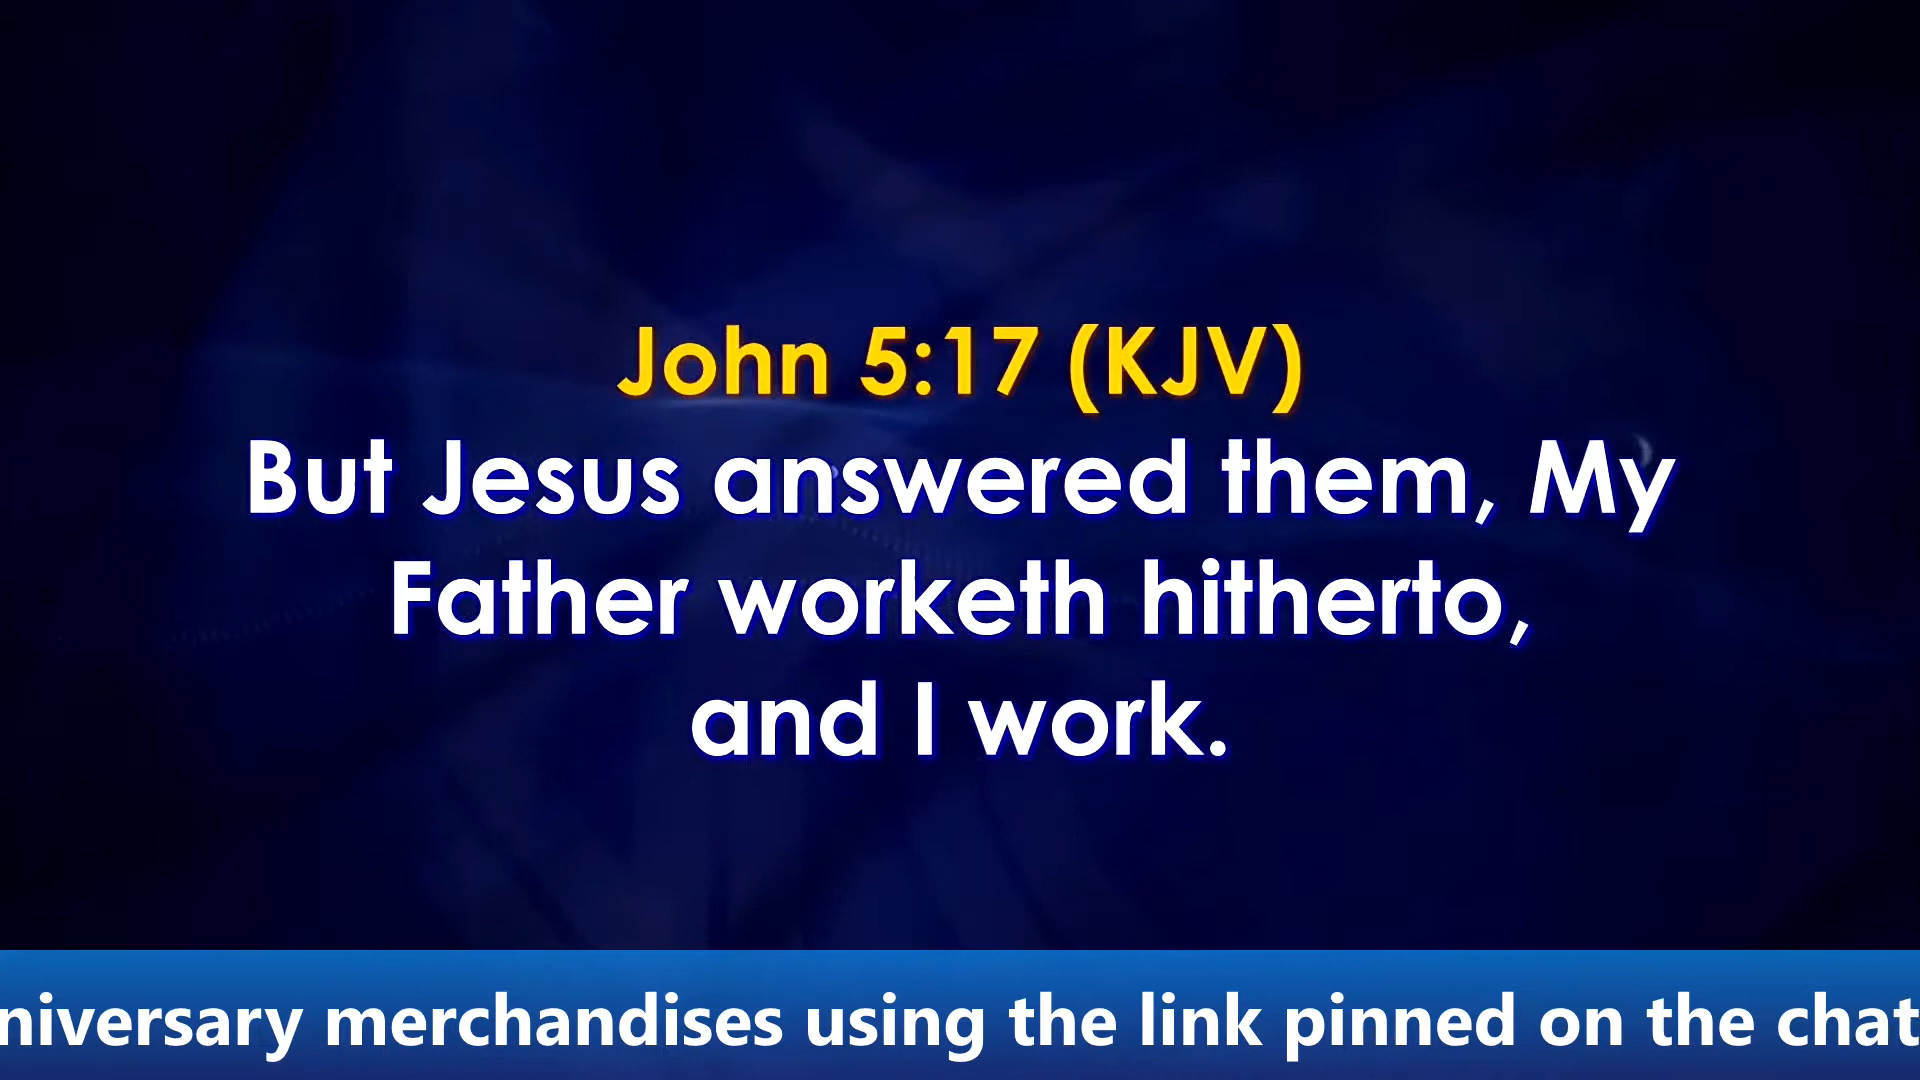 John 5:17 (KJV)
But Jesus answered them, My
Father worketh hitherto,
and I work.
niversary merchandises using the link pinned on the chat